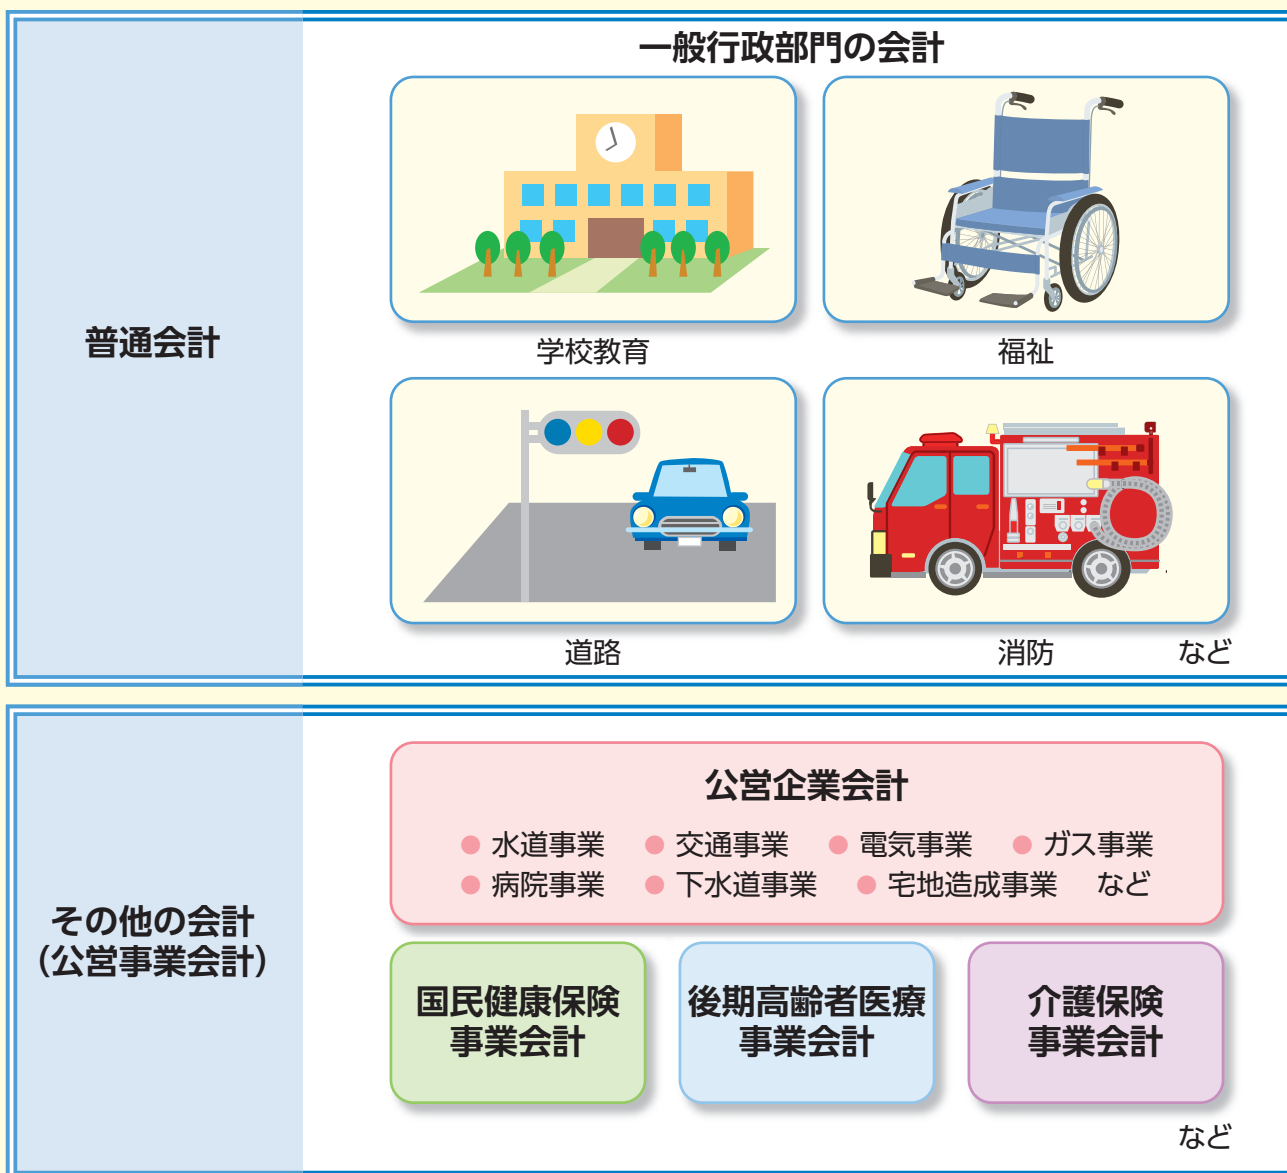 普通会計
一般行政部門の会計
学校教育
福祉
道路
消防
など
その他の会計
（公営事業会計）
公営企業会計
● 水道事業 ● 交通事業 ● 電気事業 ● ガス事業
● 病院事業 ● 下水道事業 ● 宅地造成事業 など
国民健康保険
事業会計
後期高齢者医療
事業会計
介護保険
事業会計
など